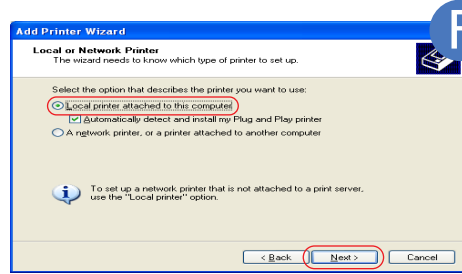 Add Printer Wizard
Local or Network Printer
The wizard needs to know which type of printer to set up.
Select the option that describes the printer you want to use:
Local printer attached to this computer
Automatically detect and install my Plug and Play printer
A network printer, or a printer attached to another computer
To set up a network printer that is not attached to a print server,
use the "Local printer" option.
< Back Next > Cancel